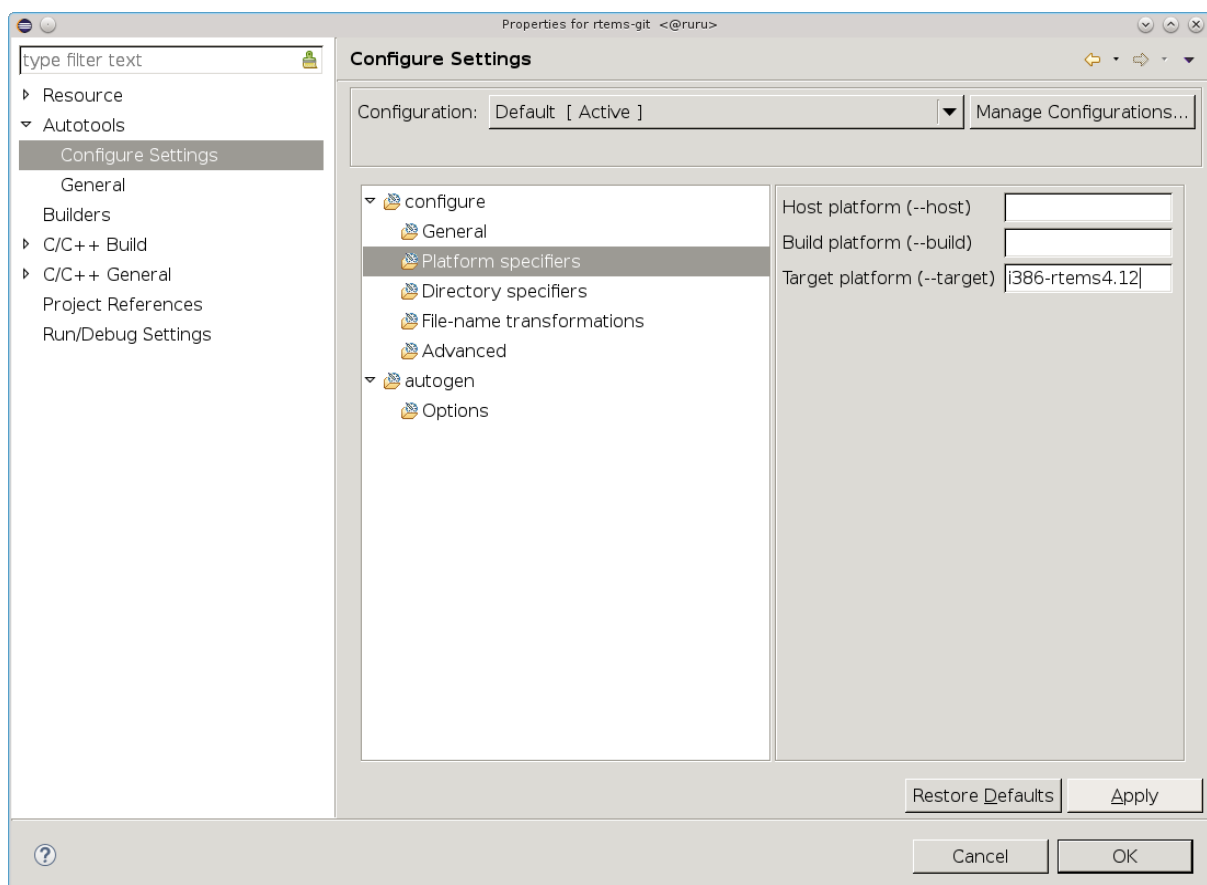 Properties for rtems-git <@ruru>
type filter text
Resource
Autotools
Configure Settings
General
Builders
C/C++ Build
C/C++ General
Project References
Run/Debug Settings
Configure Settings
Configuration: Default [ Active ] Manage Configurations...
configure
General
Platform specifiers
Directory specifiers
File-name transformations
Advanced
autogen
Options
Host platform (--host)
Build platform (--build)
Target platform (--target) i386-rtems4.12
Restore Defaults Apply
? Cancel OK